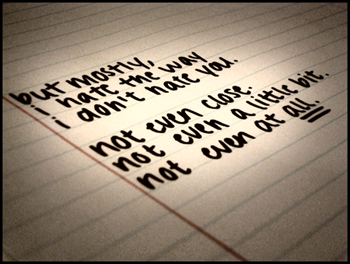 but mostly,
i hate the way
i don't hate you.
not even close.
not even a little bit.
not even at all.